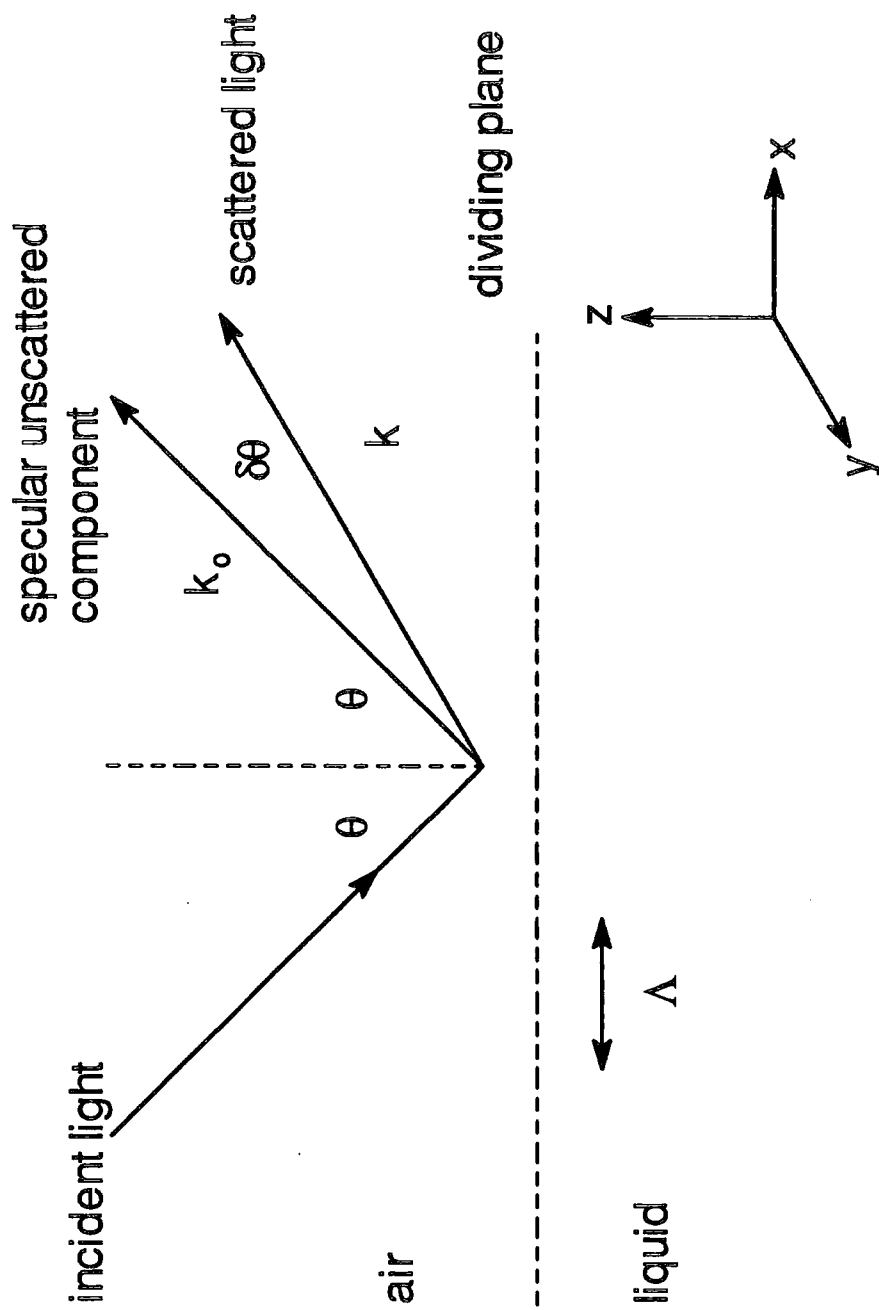 incident light
specular unscattered
component
scattered light
k₀
δθ
θ
θ
k
air
dividing plane
liquid
Λ
z
x
y